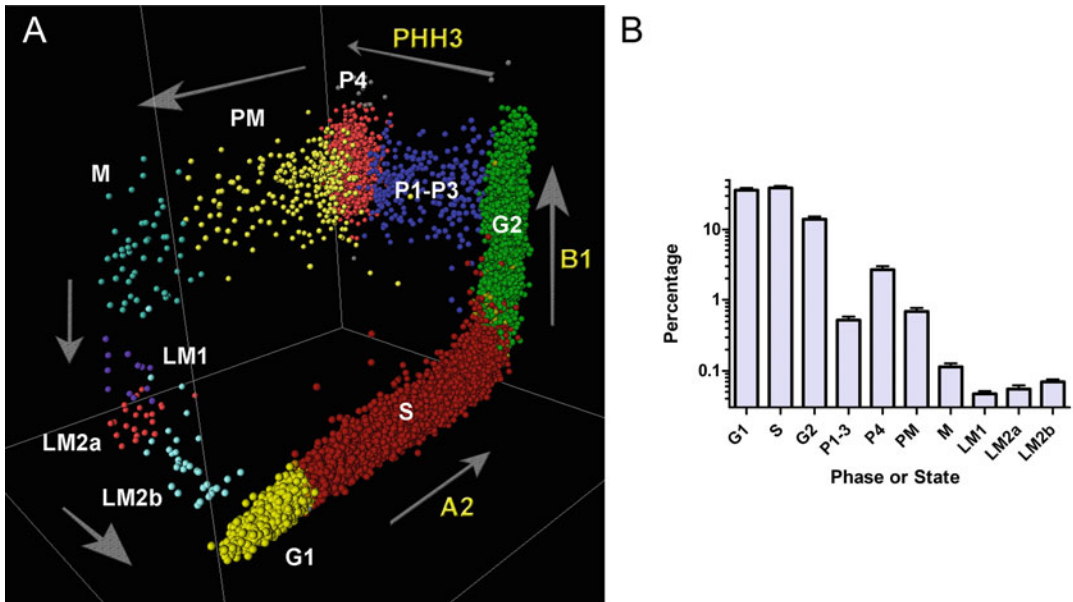 A
PHH3
P4
PM
M
P1-P3
G2
B1
LM1
S
LM2a
LM2b
A2
G1
B
Percentage
10
1
0.1
G1 S G2 P1-3 P4 PM M LM1 LM2a LM2b
Phase or State